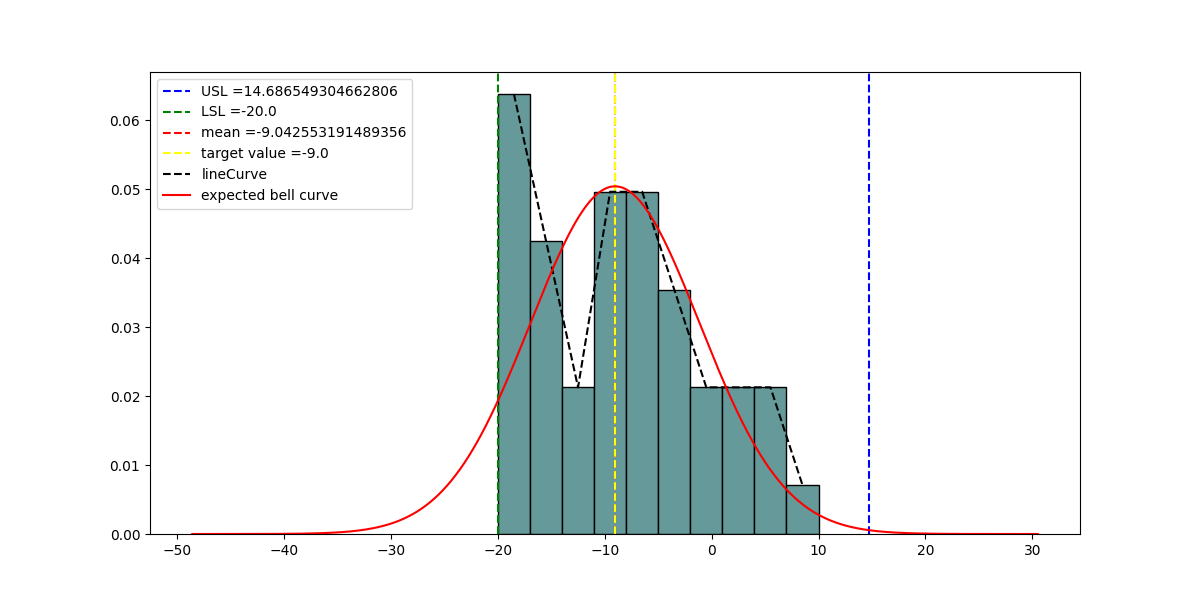 USL =14.686549304662806
LSL =-20.0
mean =-9.042553191489356
target value =-9.0
lineCurve
expected bell curve
0.06
0.05
0.04
0.03
0.02
0.01
0.00
−50 −40 −30 −20 −10 0 10 20 30